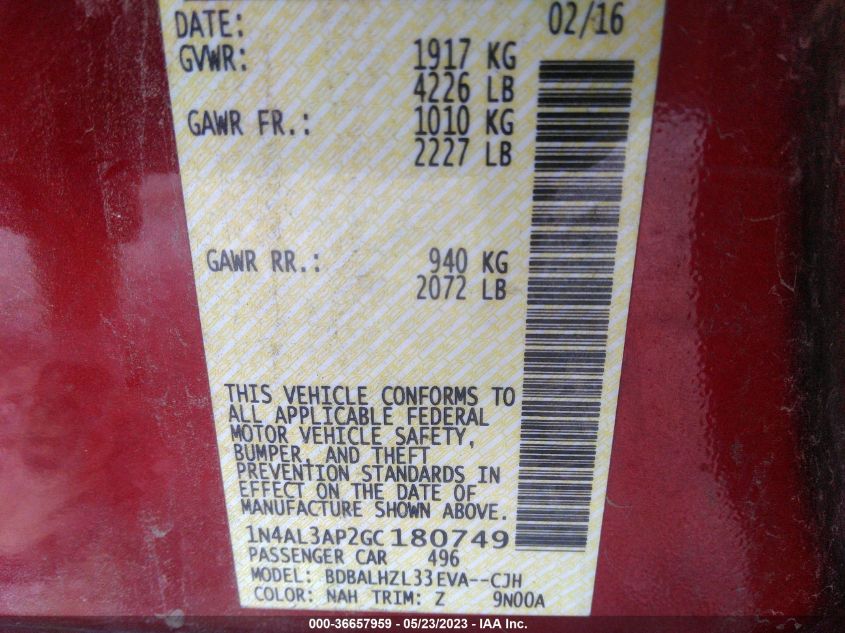 DATE: 02/16
GVWR: 1917 KG
4226 LB
GAWR FR.: 1010 KG
2227 LB
GAWR RR.: 940 KG
2072 LB
THIS VEHICLE CONFORMS TO
ALL APPLICABLE FEDERAL
MOTOR VEHICLE SAFETY,
BUMPER, AND THEFT
PREVENTION STANDARDS IN
EFFECT ON THE DATE OF
MANUFACTURE SHOWN ABOVE.
1N4AL3AP2GC180749
PASSENGER CAR 496
MODEL: BDBALHZL33EVA--CJH
COLOR: NAH TRIM: Z 9N00A
000-36657959 - 05/23/2023 - IAA Inc.